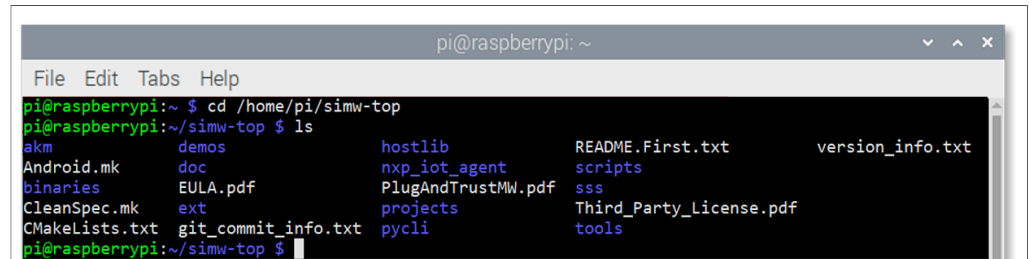 pi@raspberrypi: ~
File Edit Tabs Help
pi@raspberrypi:~ $ cd /home/pi/simw-top
pi@raspberrypi:~/simw-top $ ls
akm demos hostlib README.First.txt version_info.txt
Android.mk doc nxp_iot_agent scripts
binaries EULA.pdf PlugAndTrustMW.pdf sss
CleanSpec.mk ext projects Third_Party_License.pdf
CMakeLists.txt git_commit_info.txt pycli tools
pi@raspberrypi:~/simw-top $